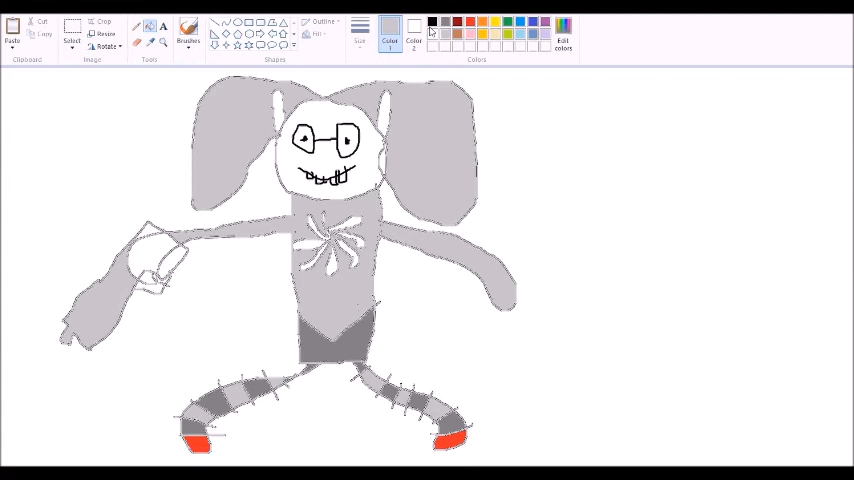 Cut
Crop
Outline
Copy
Resize
Fill
Paste
Select
Rotate
Brushes
Size
Color
1
Color
2
Edit
colors
Clipboard
Image
Tools
Shapes
Colors